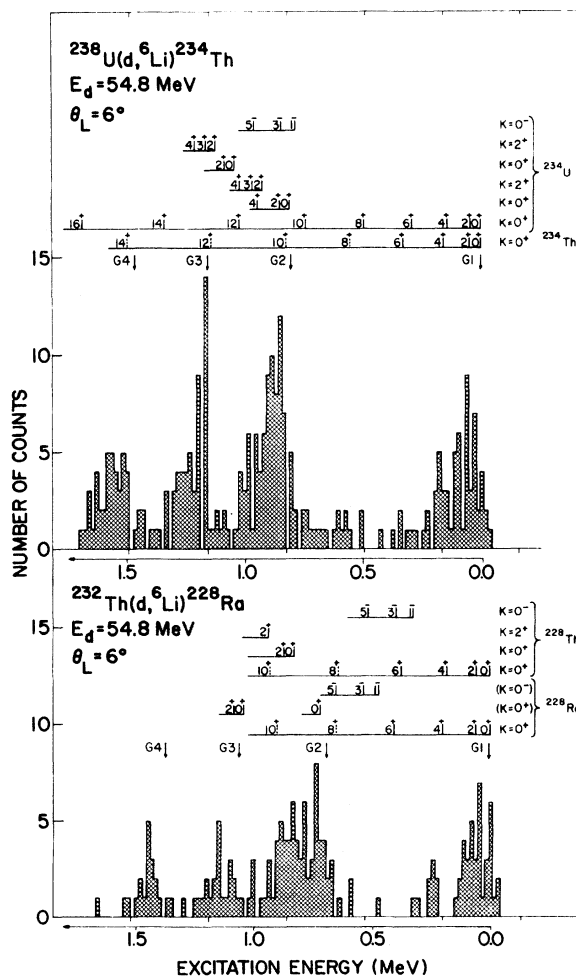 ²³⁸U(d,⁶Li)²³⁴Th
E_d=54.8 MeV
θ_L=6°
5⁻ 3⁻ 1⁻ K=0⁻
4⁺ 3⁺ 2⁺ K=2⁺
2⁺ 0⁺ K=0⁺
4⁺ 3⁺ 2⁺ K=2⁺
4⁺ 2⁺ 0⁺ K=0⁺
²³⁴U
16⁺ 14⁺ 12⁺ 10⁺ 8⁺ 6⁺ 4⁺ 2⁺ 0⁺ K=0⁺
14⁺ 12⁺ 10⁺ 8⁺ 6⁺ 4⁺ 2⁺ 0⁺ K=0⁺ ²³⁴Th
G4 G3 G2 G1
15
10
5
0
1.5 1.0 0.5 0.0
NUMBER OF COUNTS
²³²Th(d,⁶Li)²²⁸Ra
E_d=54.8 MeV
θ_L=6°
5⁻ 3⁻ 1⁻ K=0⁻
2⁺ K=2⁺
2⁺ 0⁺ K=0⁺
²²⁸Th
10⁺ 8⁺ 6⁺ 4⁺ 2⁺ 0⁺ K=0⁺
5⁻ 3⁻ 1⁻ (K=0⁻)
2⁺ 0⁺ 0⁺ (K=0⁺)
²²⁸Ra
10⁺ 8⁺ 6⁺ 4⁺ 2⁺ 0⁺ K=0⁺
G4 G3 G2 G1
15
10
5
0
1.5 1.0 0.5 0.0
EXCITATION ENERGY (MeV)